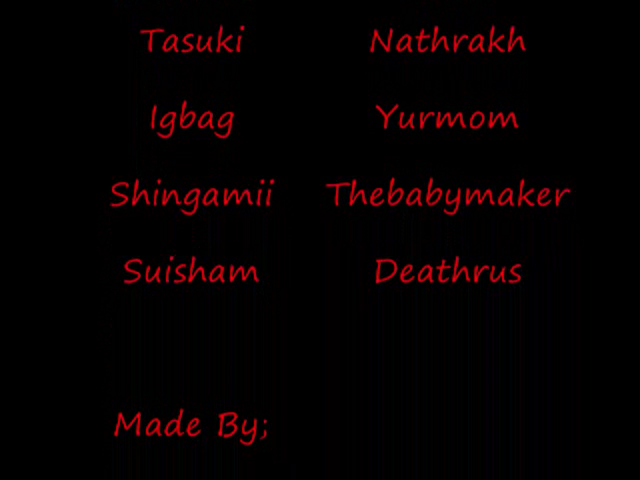 Tasuki Nathrakh
Igbag Yurmom
Shingamii Thebabymaker
Suisham Deathrus
Made By;